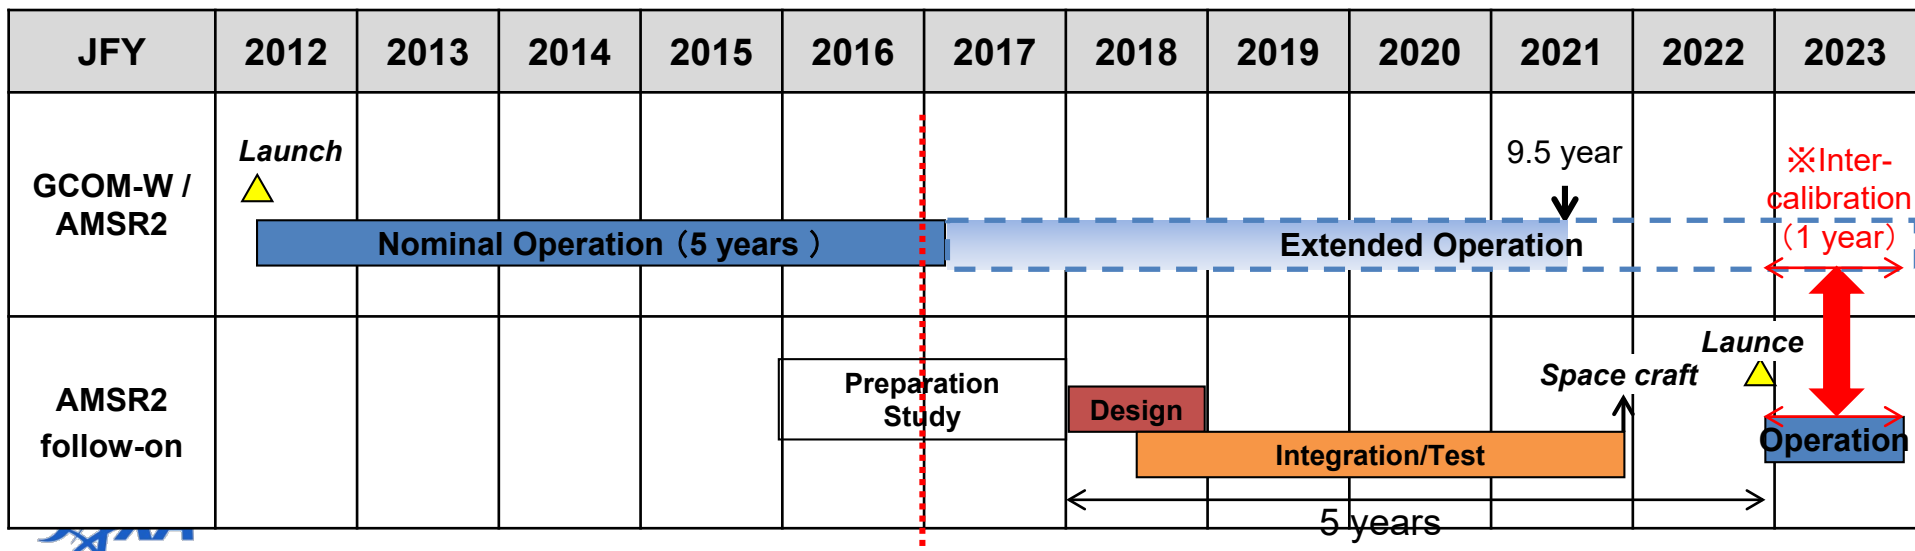 JFY 2012 2013 2014 2015 2016 2017 2018 2019 2020 2021 2022 2023
GCOM-W /
AMSR2
Launch
Nominal Operation（5 years ）
Extended Operation
9.5 year
※Inter-
calibration
（1 year）
AMSR2
follow-on
Preparation
Study
Design
Integration/Test
Space craft
Launce
Operation
5 years